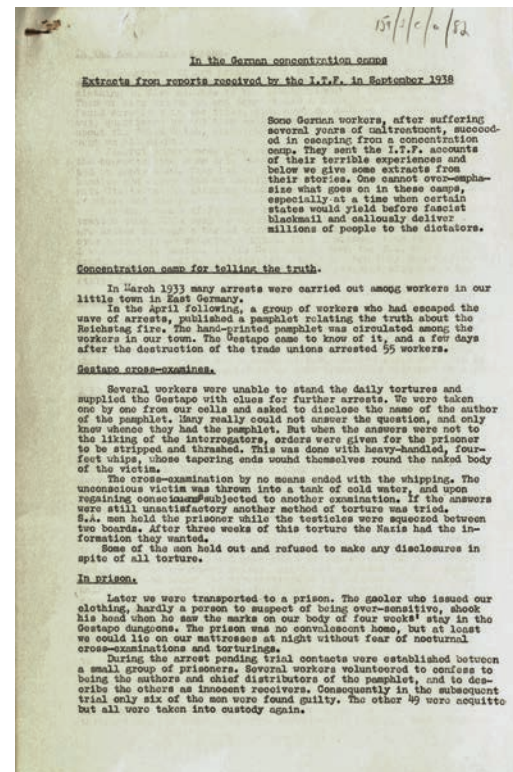 159/3/C/a/82
In the German concentration camps
Extracts from reports received by the I.T.F. in September 1938
Some German workers, after suffering
several years of maltreatment, succeed-
ed in escaping from a concentration
camp. They sent the I.T.F. accounts
of their terrible experiences and
below we give some extracts from
their stories. One cannot over-empha-
size what goes on in these camps,
especially at a time when certain
states would yield before fascist
blackmail and callously deliver
millions of people to the dictators.
Concentration camp for telling the truth.
In March 1933 many arrests were carried out among workers in our
little town in East Germany.
In the April following, a group of workers who had escaped the
wave of arrests, published a pamphlet relating the truth about the
Reichstag fire. The hand-printed pamphlet was circulated among the
workers in our town. The Gestapo came to know of it, and a few days
after the destruction of the trade unions arrested 55 workers.
Gestapo cross-examines.
Several workers were unable to stand the daily tortures and
supplied the Gestapo with clues for further arrests. We were taken
one by one from our cells and asked to disclose the name of the author
of the pamphlet. Many really could not answer the question, and only
knew whence they had the pamphlet. But when the answers were not to
the liking of the interrogators, orders were given for the prisoner
to be stripped and thrashed. This was done with heavy-handled, four-
feet whips, whose tapering ends wound themselves round the naked body
of the victim.
The cross-examination by no means ended with the whipping. The
unconscious victim was thrown into a tank of cold water, and upon
regaining subjected to another examination. If the answers
were still unsatisfactory another method of torture was tried.
S.A. men held the prisoner while the testicles were squeezed between
two boards. After three weeks of this torture the Nazis had the in-
formation they wanted.
Some of the men held out and refused to make any disclosures in
spite of all torture.
In prison.
Later we were transported to a prison. The gaoler who issued our
clothing, hardly a person to suspect of being over-sensitive, shook
his head when he saw the marks on our body of four weeks' stay in the
Gestapo dungeons. The prison was no convalescent home, but at least
we could lie on our mattresses at night without fear of nocturnal
cross-examinations and torturings.
During the arrest pending trial contacts were established between
a small group of prisoners. Several workers volunteered to confess to
being the authors and chief distributors of the pamphlet, and to des-
cribe the others as innocent receivers. Consequently in the subsequent
trial only six of the men were found guilty. The other 49 were acquitte
but all were taken into custody again.